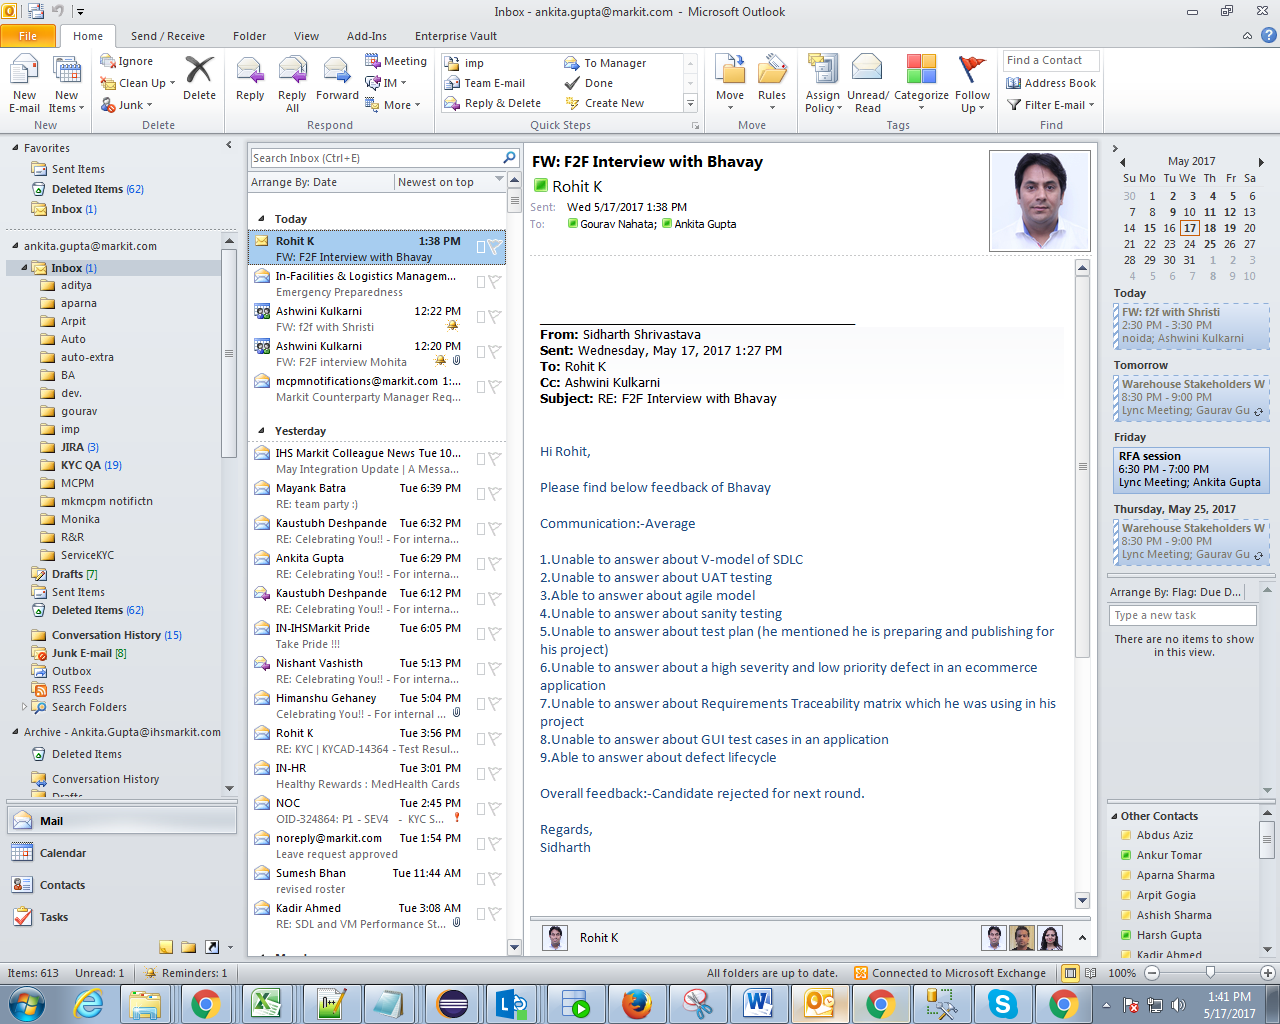 Inbox - ankita.gupta@markit.com - Microsoft Outlook
File Home Send / Receive Folder View Add-Ins Enterprise Vault
New E-mail
New Items
New
Ignore
Clean Up
Junk
Delete
Delete
Reply
Reply All
Forward
Meeting
IM
More
Respond
imp
Team E-mail
Reply & Delete
To Manager
Done
Create New
Quick Steps
Move
Rules
Move
Assign Policy
Unread/ Read
Categorize
Follow Up
Tags
Find a Contact
Address Book
Filter E-mail
Find
Favorites
Sent Items
Deleted Items (62)
Inbox (1)
ankita.gupta@markit.com
Inbox (1)
aditya
aparna
Arpit
Auto
auto-extra
BA
dev.
gourav
imp
JIRA (3)
KYC QA (19)
MCPM
mkmcpm notifictn
Monika
R&R
ServiceKYC
Drafts [7]
Sent Items
Deleted Items (62)
Conversation History (15)
Junk E-mail [8]
Outbox
RSS Feeds
Search Folders
Archive - Ankita.Gupta@ihsmarkit.com
Deleted Items
Conversation History
Drafts
Mail
Calendar
Contacts
Tasks
Search Inbox (Ctrl+E)
Arrange By: Date Newest on top
Today
Rohit K 1:38 PM
FW: F2F Interview with Bhavay
In-Facilities & Logistics Managem...
Emergency Preparedness
Ashwini Kulkarni 12:22 PM
FW: f2f with Shristi
Ashwini Kulkarni 12:20 PM
FW: F2F interview Mohita
mcpmnotifications@markit.com 1:...
Markit Counterparty Manager Req...
Yesterday
IHS Markit Colleague News Tue 10...
May Integration Update | A Messa...
Mayank Batra Tue 6:39 PM
RE: team party :)
Kaustubh Deshpande Tue 6:32 PM
RE: Celebrating You!! - For interna...
Ankita Gupta Tue 6:29 PM
RE: Celebrating You!! - For interna...
Kaustubh Deshpande Tue 6:12 PM
RE: Celebrating You!! - For interna...
IN-IHSMarkit Pride Tue 6:05 PM
Take Pride !!!
Nishant Vashisth Tue 5:13 PM
RE: Celebrating You!! - For interna...
Himanshu Gehaney Tue 5:04 PM
Celebrating You!! - For internal ...
Rohit K Tue 3:56 PM
RE: KYC | KYCAD-14364 - Test Resul...
IN-HR Tue 3:01 PM
Healthy Rewards : MedHealth Cards
NOC Tue 2:45 PM
OID-324864: P1 - SEV4 - KYC S...
noreply@markit.com Tue 1:54 PM
Leave request approved
Sumesh Bhan Tue 11:44 AM
revised roster
Kadir Ahmed Tue 3:08 AM
RE: SDL and VM Performance St...
FW: F2F Interview with Bhavay
Rohit K
Sent: Wed 5/17/2017 1:38 PM
To: Gourav Nahata; Ankita Gupta
From: Sidharth Shrivastava
Sent: Wednesday, May 17, 2017 1:27 PM
To: Rohit K
Cc: Ashwini Kulkarni
Subject: RE: F2F Interview with Bhavay
Hi Rohit,
Please find below feedback of Bhavay
Communication:-Average
1.Unable to answer about V-model of SDLC
2.Unable to answer about UAT testing
3.Able to answer about agile model
4.Unable to answer about sanity testing
5.Unable to answer about test plan (he mentioned he is preparing and publishing for
his project)
6.Unable to answer about a high severity and low priority defect in an ecommerce
application
7.Unable to answer about Requirements Traceability matrix which he was using in his
project
8.Unable to answer about GUI test cases in an application
9.Able to answer about defect lifecycle
Overall feedback:-Candidate rejected for next round.
Regards,
Sidharth
Rohit K
May 2017
Su Mo Tu We Th Fr Sa
30 1 2 3 4 5 6
7 8 9 10 11 12 13
14 15 16 17 18 19 20
21 22 23 24 25 26 27
28 29 30 31 1 2 3
4 5 6 7 8 9 10
Today
FW: f2f with Shristi
2:30 PM - 3:30 PM
noida; Ashwini Kulkarni
Tomorrow
Warehouse Stakeholders W
8:30 PM - 9:00 PM
Lync Meeting; Gaurav Gu
Friday
RFA session
6:30 PM - 7:00 PM
Lync Meeting; Ankita Gupta
Thursday, May 25, 2017
Warehouse Stakeholders W
8:30 PM - 9:00 PM
Lync Meeting; Gaurav Gu
Arrange By: Flag: Due D...
Type a new task
There are no items to show
in this view.
Other Contacts
Abdus Aziz
Ankur Tomar
Aparna Sharma
Arpit Gogia
Ashish Sharma
Harsh Gupta
Kadir Ahmed
Items: 613 Unread: 1 Reminders: 1 All folders are up to date. Connected to Microsoft Exchange 100%
1:41 PM
5/17/2017